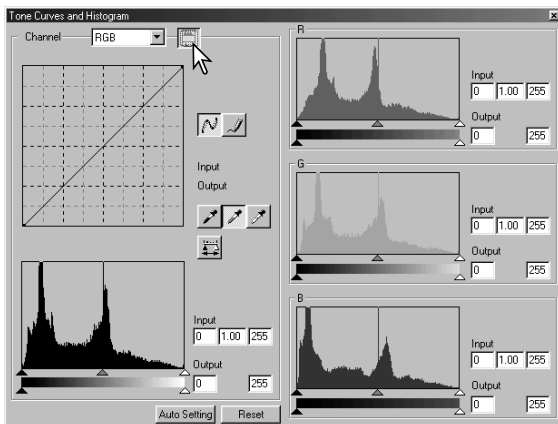 Tone Curves and Histogram
Channel RGB
Input
Output
Input
0 1.00 255
Output
0 255
Auto Setting Reset
R
Input
0 1.00 255
Output
0 255
G
Input
0 1.00 255
Output
0 255
B
Input
0 1.00 255
Output
0 255